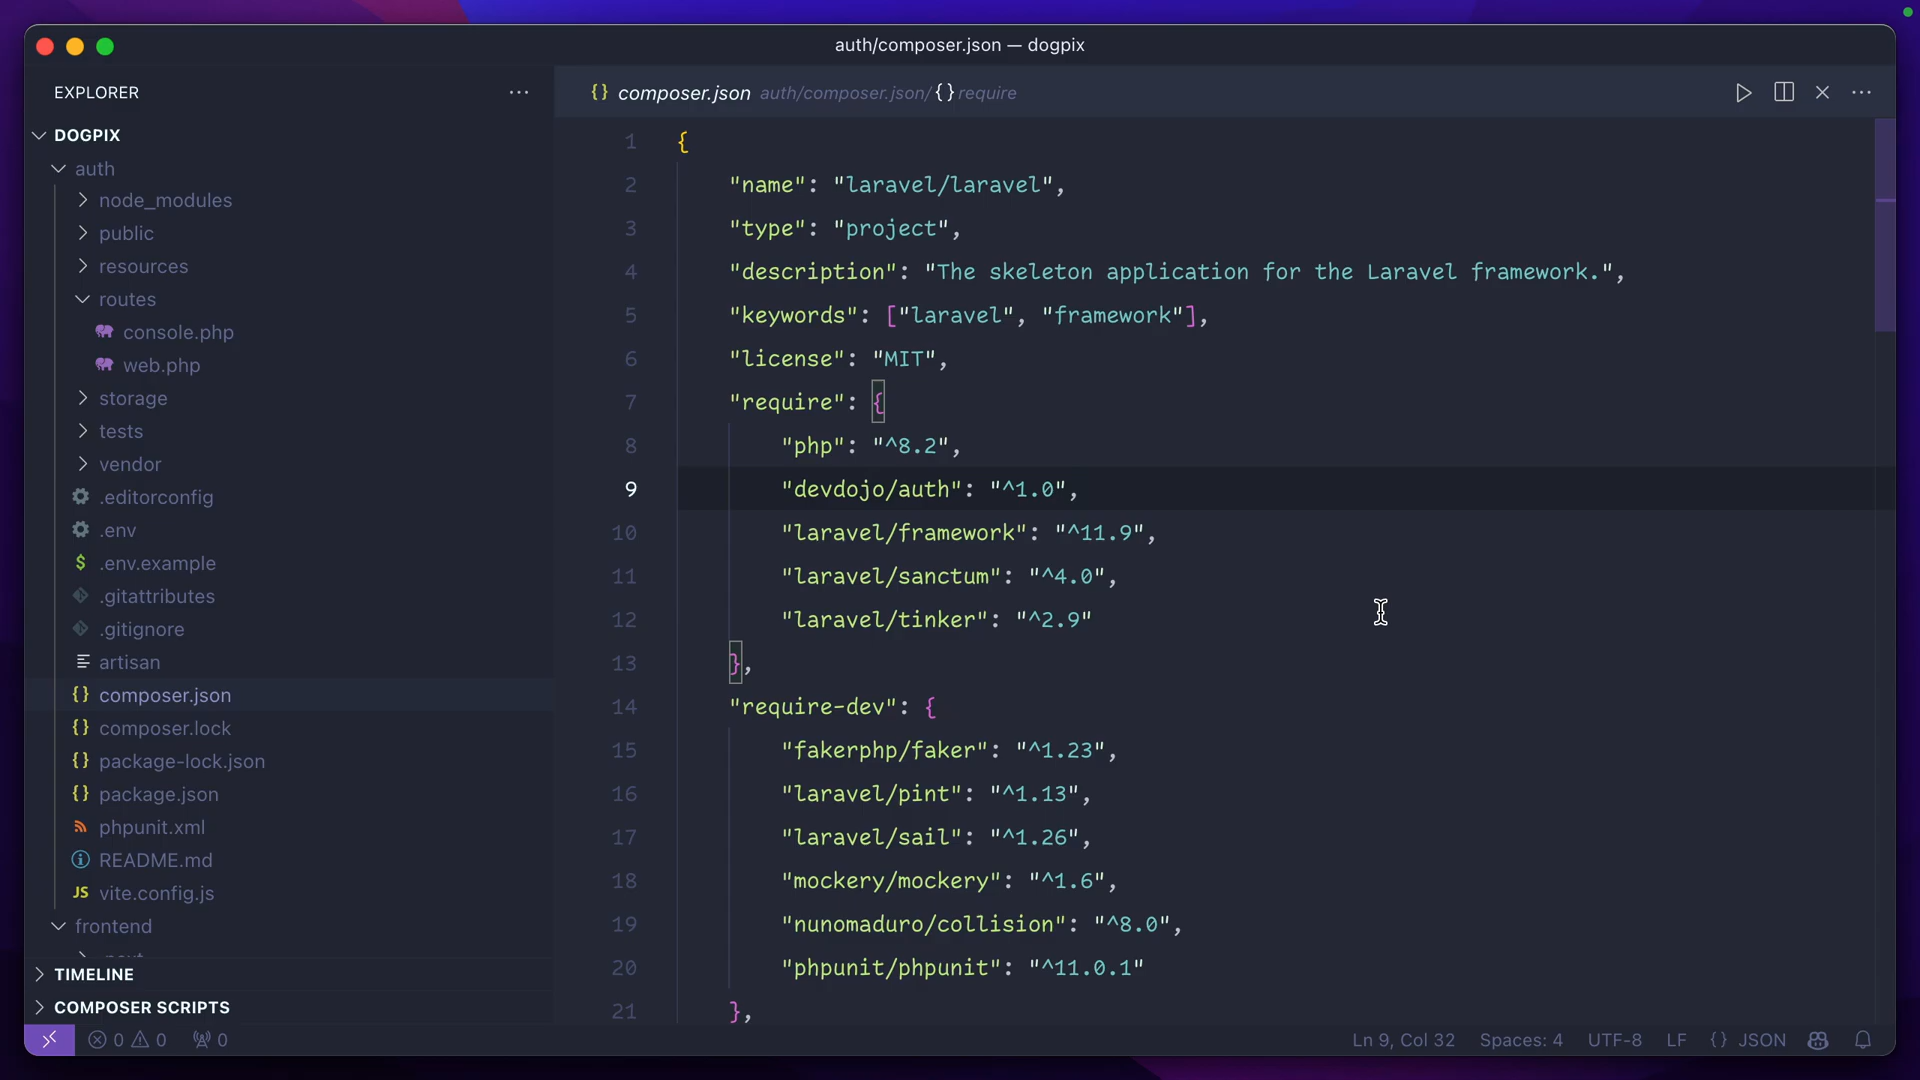 auth/composer.json — dogpix
EXPLORER
DOGPIX
auth
node_modules
public
resources
routes
console.php
web.php
storage
tests
vendor
.editorconfig
.env
.env.example
.gitattributes
.gitignore
artisan
composer.json
composer.lock
package-lock.json
package.json
phpunit.xml
README.md
vite.config.js
frontend
TIMELINE
COMPOSER SCRIPTS
{} composer.json auth/composer.json/ {} require
1 {
2 "name": "laravel/laravel",
3 "type": "project",
4 "description": "The skeleton application for the Laravel framework.",
5 "keywords": ["laravel", "framework"],
6 "license": "MIT",
7 "require": {
8 "php": "^8.2",
9 "devdojo/auth": "^1.0",
10 "laravel/framework": "^11.9",
11 "laravel/sanctum": "^4.0",
12 "laravel/tinker": "^2.9"
13 },
14 "require-dev": {
15 "fakerphp/faker": "^1.23",
16 "laravel/pint": "^1.13",
17 "laravel/sail": "^1.26",
18 "mockery/mockery": "^1.6",
19 "nunomaduro/collision": "^8.0",
20 "phpunit/phpunit": "^11.0.1"
21 },
0 0 0 Ln 9, Col 32 Spaces: 4 UTF-8 LF {} JSON